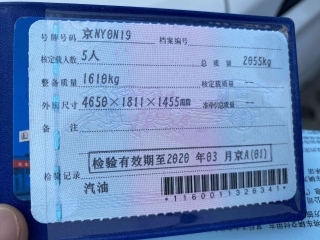 号牌号码 京NY0N19 档案编号
核定载人数 5人 总质量 2055kg
整备质量 1610kg 核定载质量
外廓尺寸 4650×1811×1455mm 准牵引总质量 --
备注
检验有效期至2020 年03 月京A(01)
检验记录
汽油
*1160011326341*